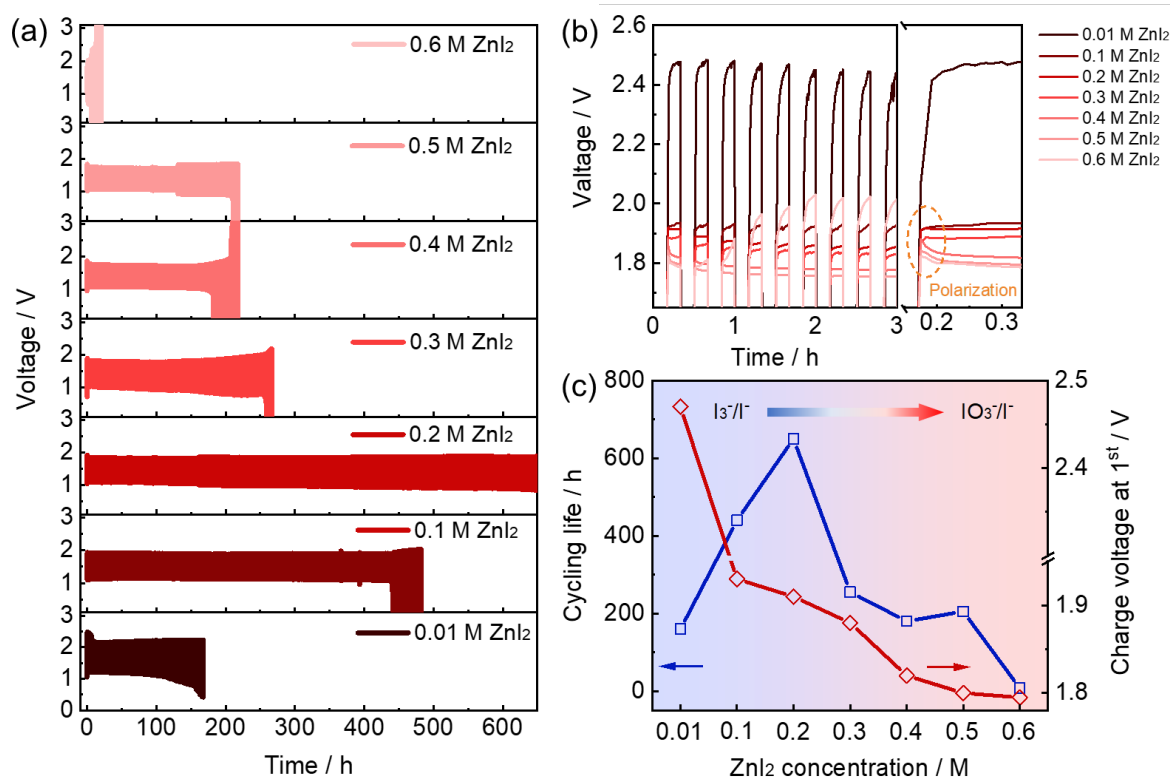 (a)
3
2
1
0.6 M ZnI₂
3
2
1
0.5 M ZnI₂
3
2
1
0.4 M ZnI₂
3
2
1
0.3 M ZnI₂
3
2
1
0.2 M ZnI₂
3
2
1
0.1 M ZnI₂
3
2
1
0
0.01 M ZnI₂
Voltage / V
0 100 200 300 400 500 600
Time / h
(b)
2.6
2.4
2.2
2.0
1.8
Valtage / V
0 1 2 3 0.2 0.3
Time / h
Polarization
0.01 M ZnI₂
0.1 M ZnI₂
0.2 M ZnI₂
0.3 M ZnI₂
0.4 M ZnI₂
0.5 M ZnI₂
0.6 M ZnI₂
(c)
800
600
400
200
0
Cycling life / h
I₃⁻/I⁻ IO₃⁻/I⁻
2.5
2.4
1.9
1.8
Charge voltage at 1ˢᵗ / V
0.01 0.1 0.2 0.3 0.4 0.5 0.6
ZnI₂ concentration / M